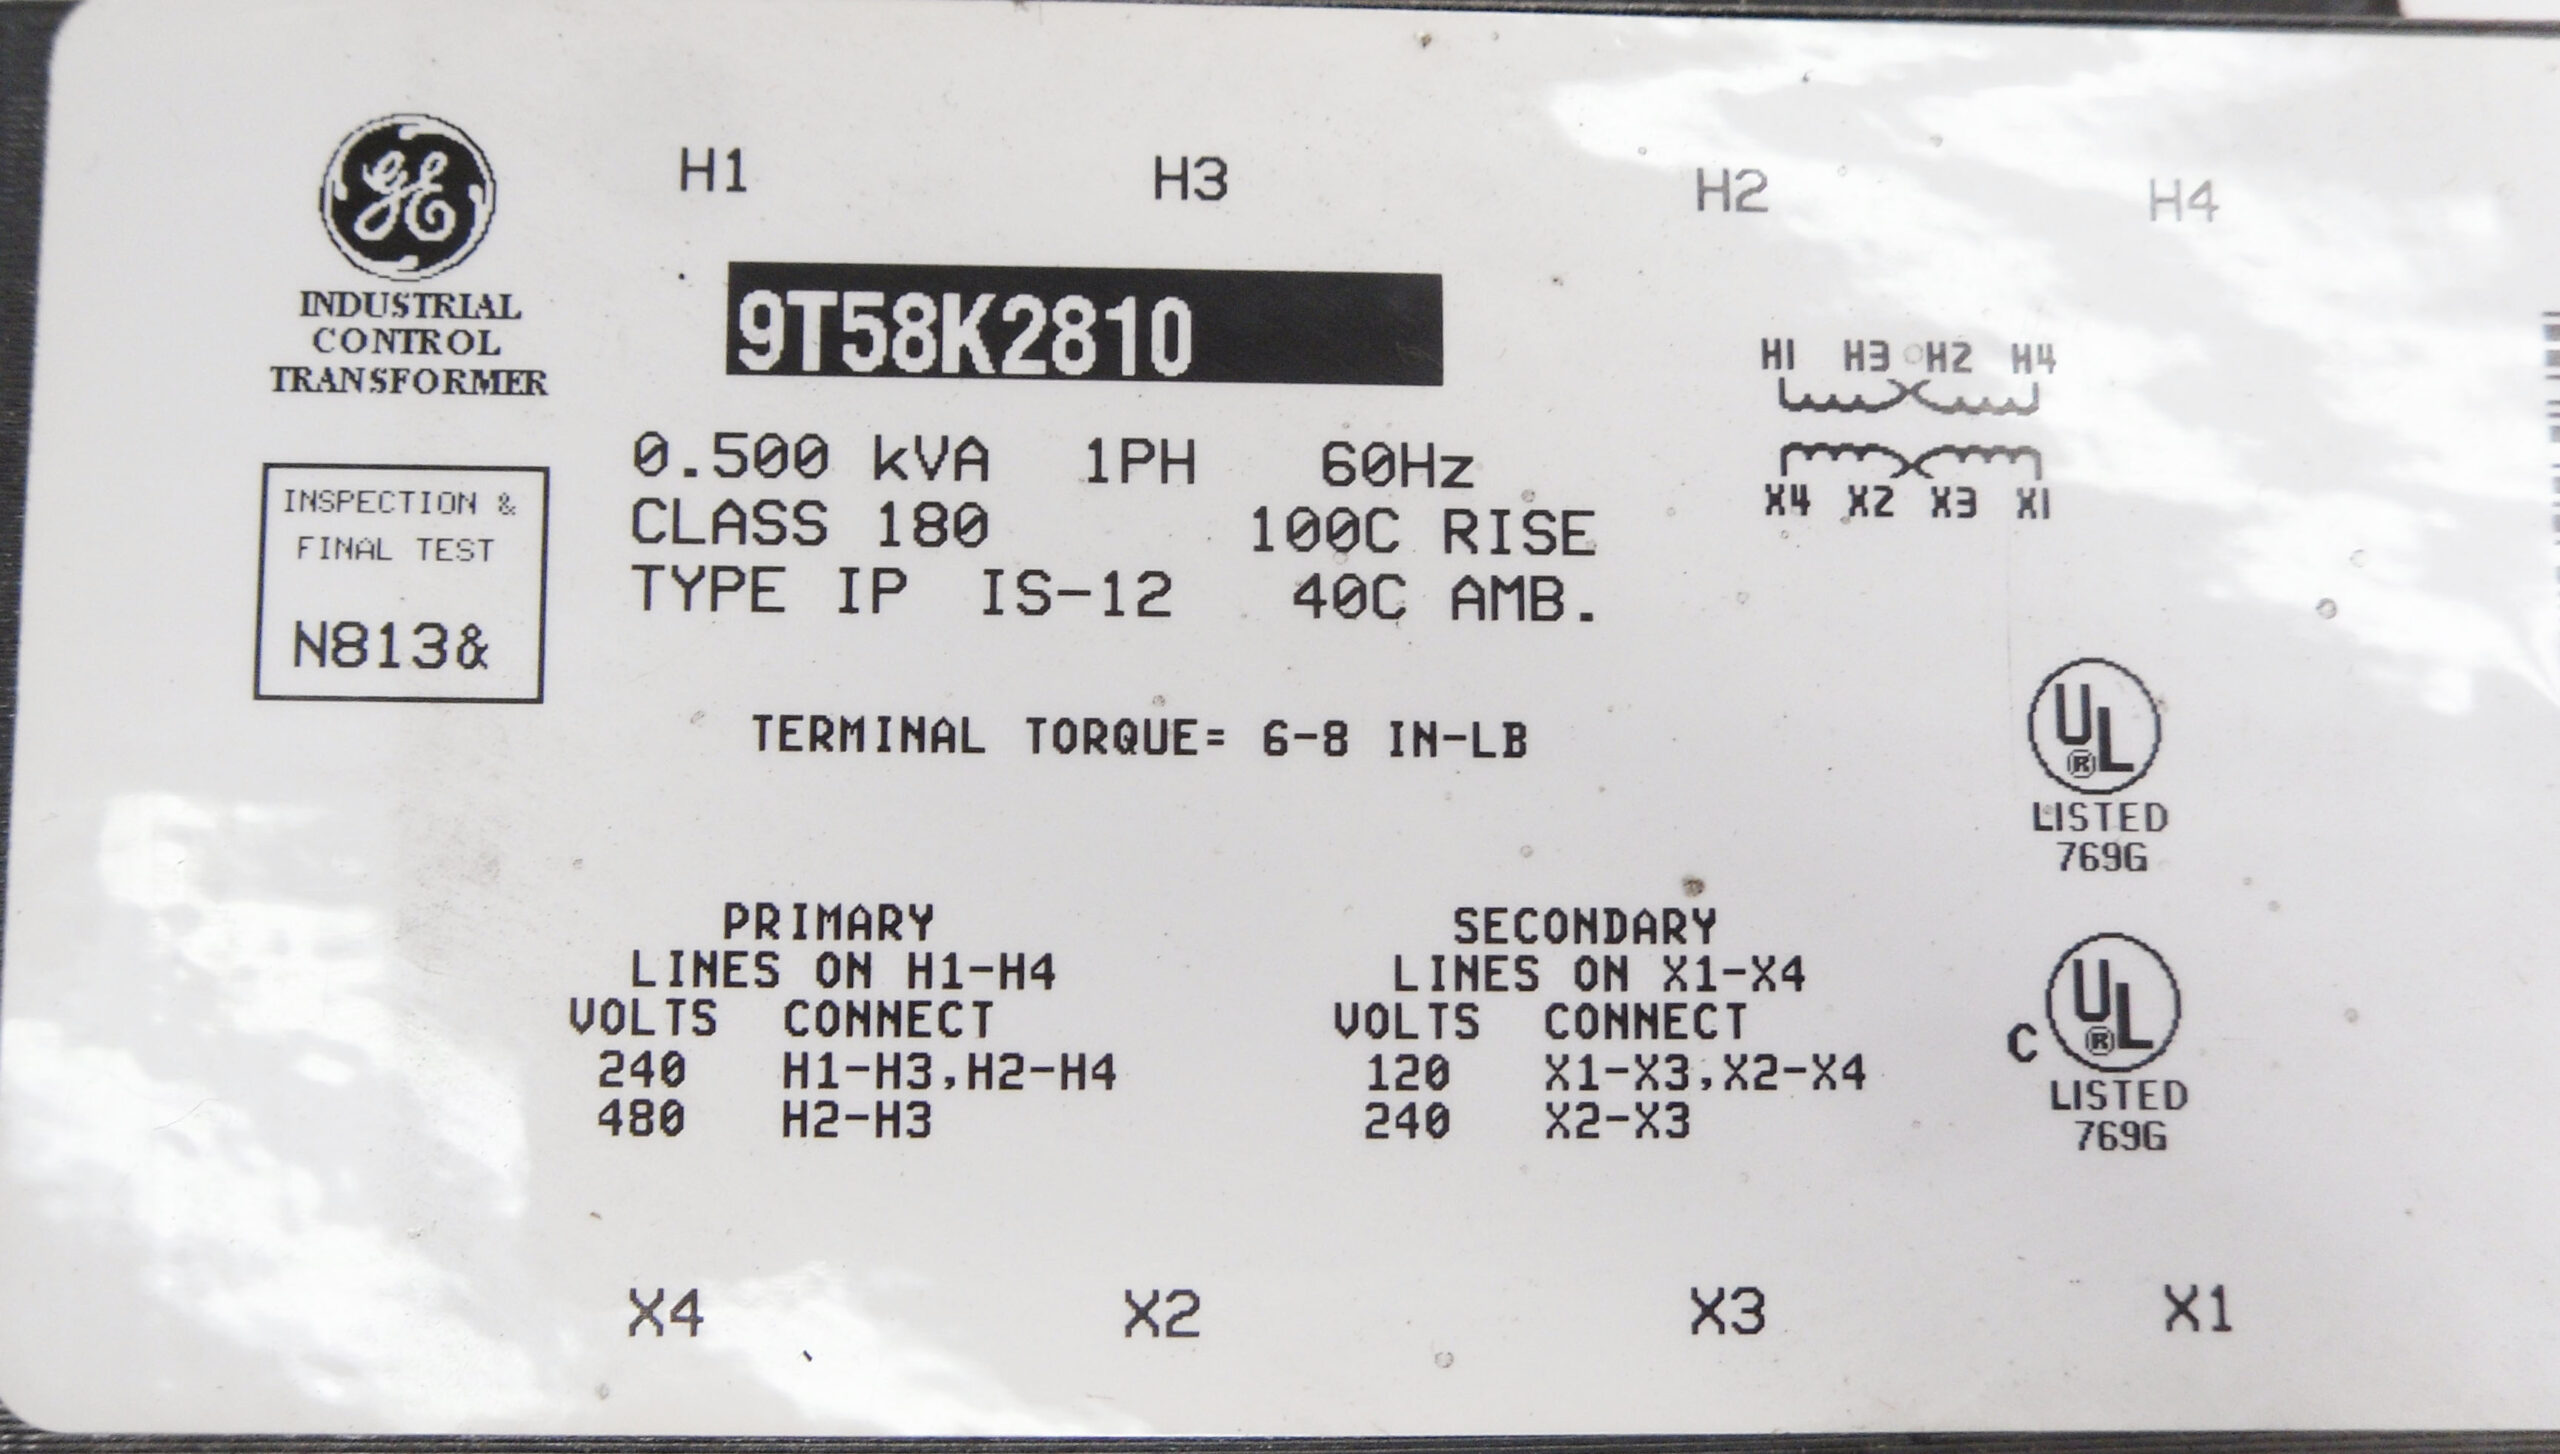 GE
INDUSTRIAL
CONTROL
TRANSFORMER
H1 H3 H2 H4
9T58K2810
0.500 kVA 1PH 60Hz
CLASS 180 100C RISE
TYPE IP IS-12 40C AMB.
H1 H3 H2 H4
X4 X2 X3 X1
INSPECTION &
FINAL TEST
N813&
TERMINAL TORQUE= 6-8 IN-LB
UL
®
LISTED
769G
PRIMARY
LINES ON H1-H4
VOLTS CONNECT
240 H1-H3,H2-H4
480 H2-H3
SECONDARY
LINES ON X1-X4
VOLTS CONNECT
120 X1-X3,X2-X4
240 X2-X3
C UL
®
LISTED
769G
X4 X2 X3 X1